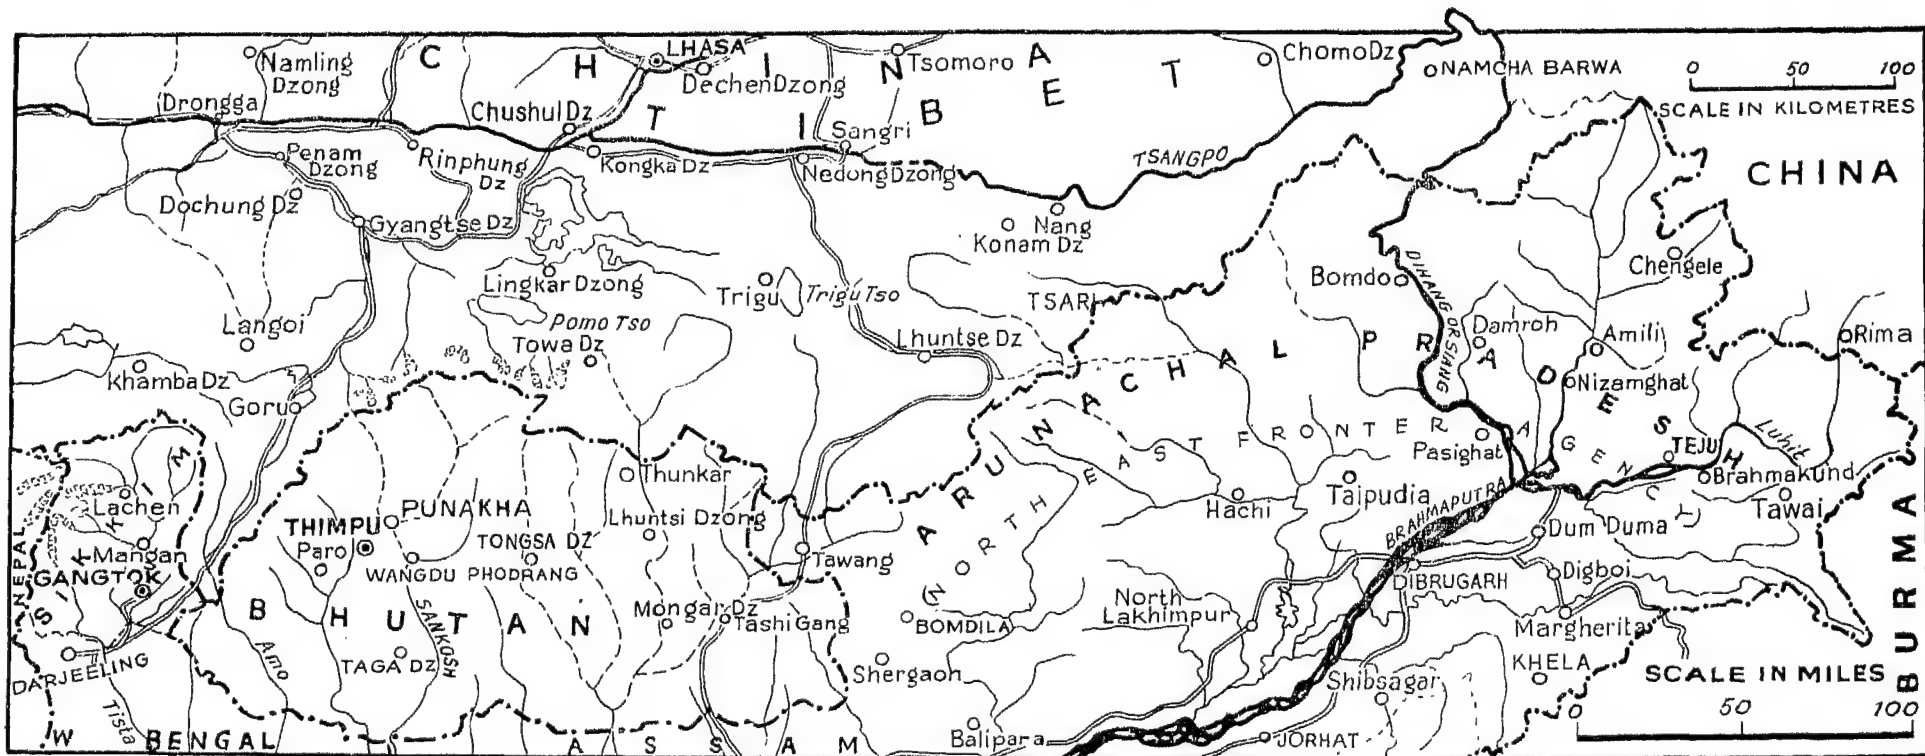 CHINA
TIBET
LHASA
Namling
Dzong
Dechen Dzong
Tsomoro
Chomo Dz
NAMCHA BARWA
0 50 100
SCALE IN KILOMETRES
Drongga
Chushul Dz
Sangri
Penam
Dzong
Rinphung
Dz
Kongka Dz
Nedong Dzong
TSANGPO
CHINA
Dochung Dz
Gyangtse Dz
Nang
Konam Dz
Lingkar Dzong
Trigu
Trigu Tso
TSARI
Bomdo
DIHANG OR SIANG
Chengele
Langoi
Pomo Tso
Towa Dz
Lhuntse Dz
Damroh
Amili
Rima
Khamba Dz
Goru
Nizamghat
ARUNACHAL PRADESH
(NORTH EAST FRONTER AGENCY)
Pasighat
TEJU
Luhit
Brahmakund
Tawai
Thunkar
Lachen
SIKKIM
Mangan
GANGTOK
NEPAL
THIMPU
PUNAKHA
Paro
WANGDU PHODRANG
TONGSA DZ
Lhuntsi Dzong
Tawang
Hachi
Taipudia
BRAHMAPUTRA
Dum Duma
DIBRUGARH
Digboi
Margherita
BURMA
BHUTAN
SANKOSH
Mongar Dz
Tashi Gang
BOMDILA
North
Lakhimpur
DARJEELING
Amo
TAGA DZ
Shergaon
Shibsagar
KHELA
SCALE IN MILES
0 50 100
Tista
W BENGAL
ASSAM
Balipara
JORHAT